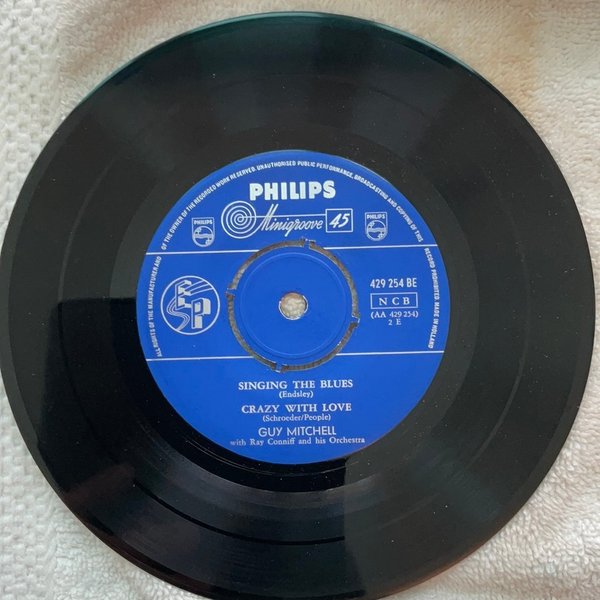 ALL RIGHTS OF THE MANUFACTURER AND OF THE OWNER OF THE RECORDED WORK RESERVED. UNAUTHORISED PUBLIC PERFORMANCE, BROADCASTING AND COPYING OF THIS RECORD PROHIBITED. MADE IN HOLLAND
PHILIPS
PHILIPS Minigroove 45 PHILIPS
EP
429 254 BE
NCB
(AA 429 254)
2 E
SINGING THE BLUES
(Endsley)
CRAZY WITH LOVE
(Schroeder/People)
GUY MITCHELL
with Ray Conniff and his Orchestra